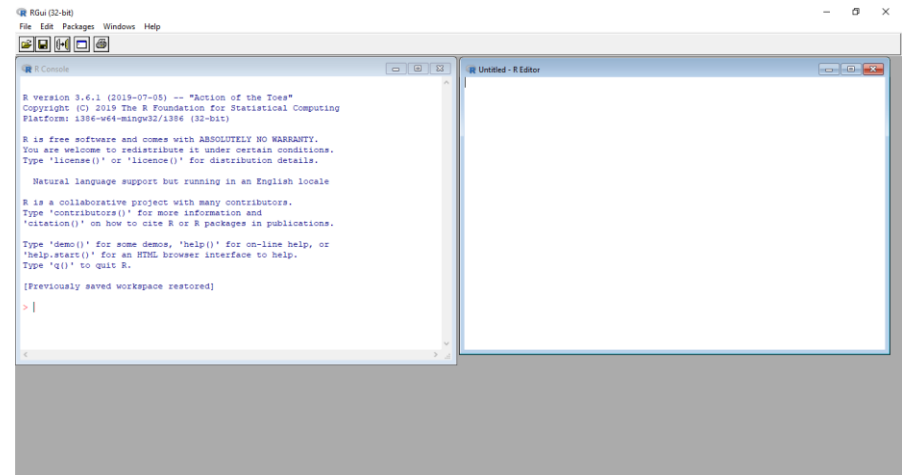 RGui (32-bit)
File Edit Packages Windows Help
R Console
R version 3.6.1 (2019-07-05) -- "Action of the Toes"
Copyright (C) 2019 The R Foundation for Statistical Computing
Platform: i386-w64-mingw32/i386 (32-bit)
R is free software and comes with ABSOLUTELY NO WARRANTY.
You are welcome to redistribute it under certain conditions.
Type 'license()' or 'licence()' for distribution details.
Natural language support but running in an English locale
R is a collaborative project with many contributors.
Type 'contributors()' for more information and
'citation()' on how to cite R or R packages in publications.
Type 'demo()' for some demos, 'help()' for on-line help, or
'help.start()' for an HTML browser interface to help.
Type 'q()' to quit R.
[Previously saved workspace restored]
>
Untitled - R Editor